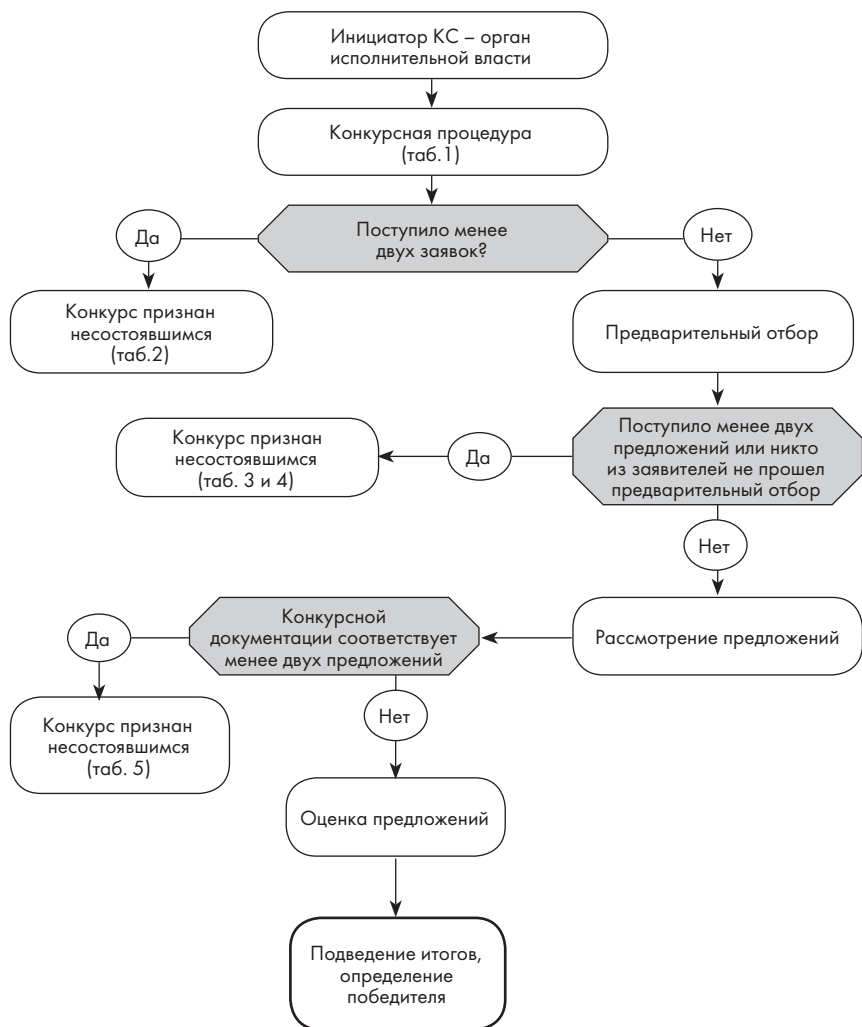 Инициатор КС – орган
исполнительной власти
Конкурсная процедура
(таб.1)
Поступило менее
двух заявок?
Да
Нет
Конкурс признан
несостоявшимся
(таб.2)
Предварительный отбор
Поступило менее двух
предложений или никто
из заявителей не прошел
предварительный отбор
Да
Конкурс признан
несостоявшимся
(таб. 3 и 4)
Нет
Рассмотрение предложений
Конкурсной
документации соответствует
менее двух предложений
Да
Конкурс признан
несостоявшимся
(таб. 5)
Нет
Оценка предложений
Подведение итогов,
определение
победителя